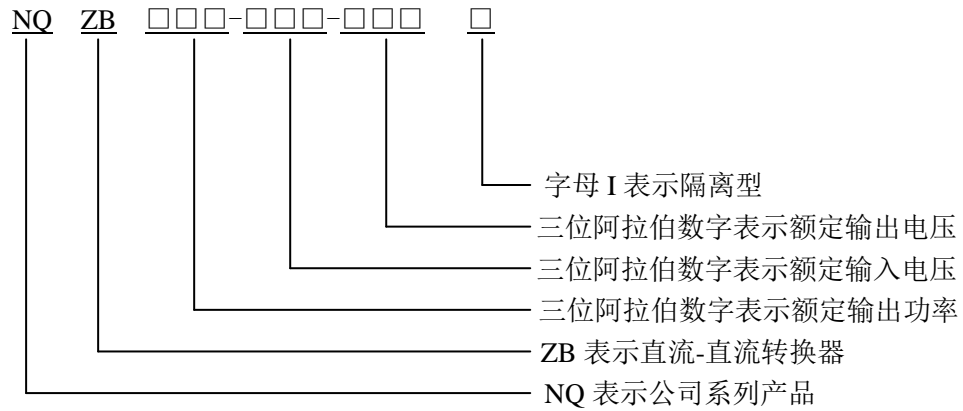 NQ ZB □□□-□□□-□□□ □
字母 I 表示隔离型
三位阿拉伯数字表示额定输出电压
三位阿拉伯数字表示额定输入电压
三位阿拉伯数字表示额定输出功率
ZB 表示直流-直流转换器
NQ 表示公司系列产品